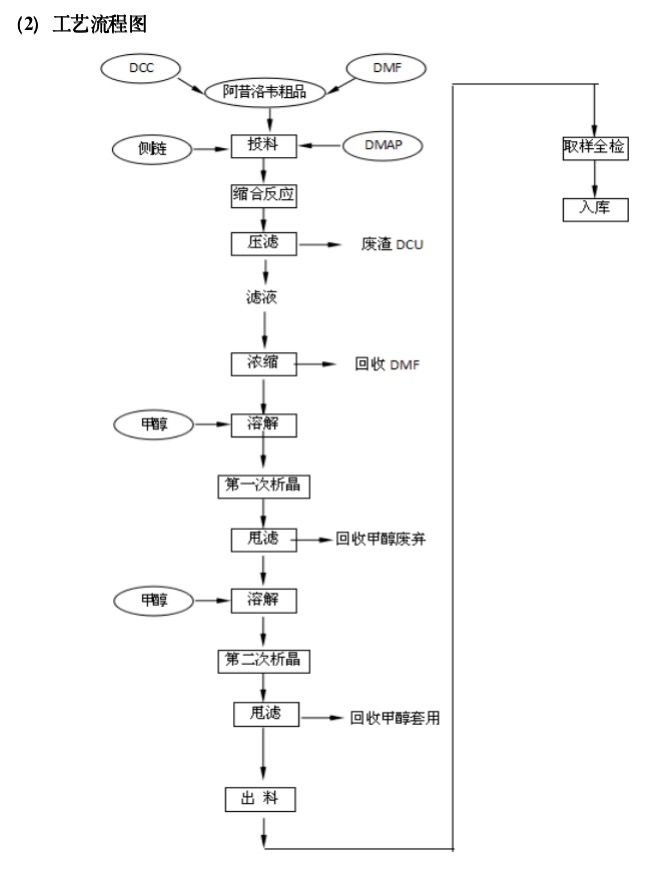 (2) 工艺流程图
DCC
DMF
阿昔洛韦粗品
侧链
投料
DMAP
缩合反应
压滤
废渣 DCU
滤液
浓缩
回收 DMF
甲醇
溶解
第一次析晶
甩滤
回收甲醇废弃
甲醇
溶解
第二次析晶
甩滤
回收甲醇套用
出 料
取样全检
入库